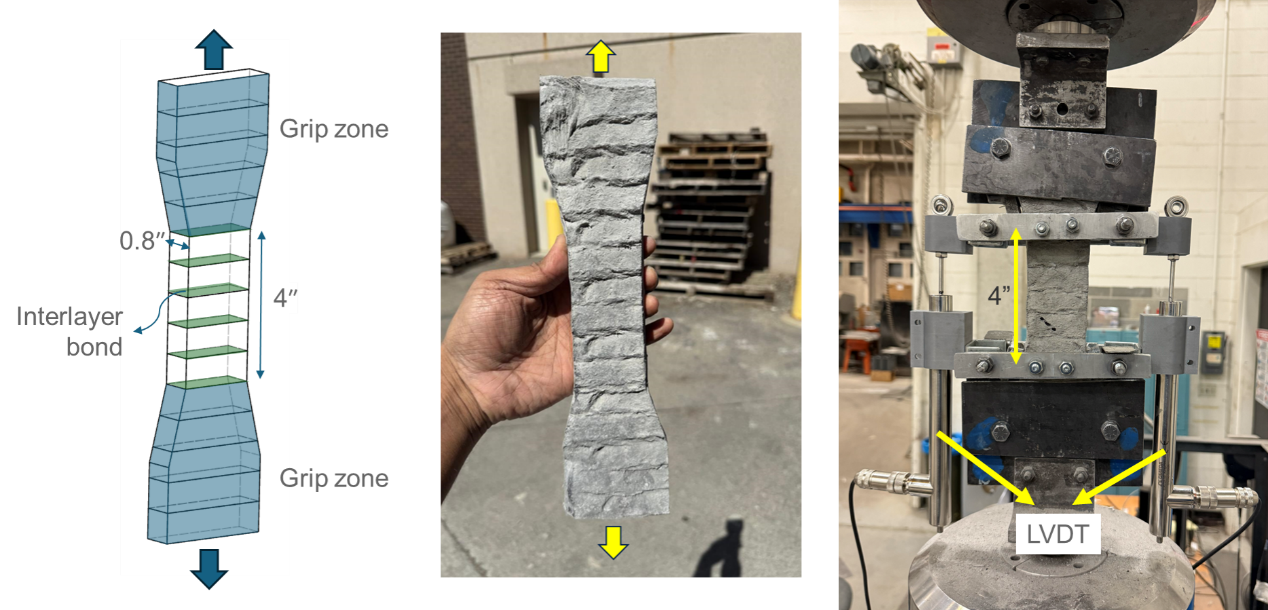 Grip zone
0.8”
4”
Interlayer
bond
Grip zone
4”
LVDT